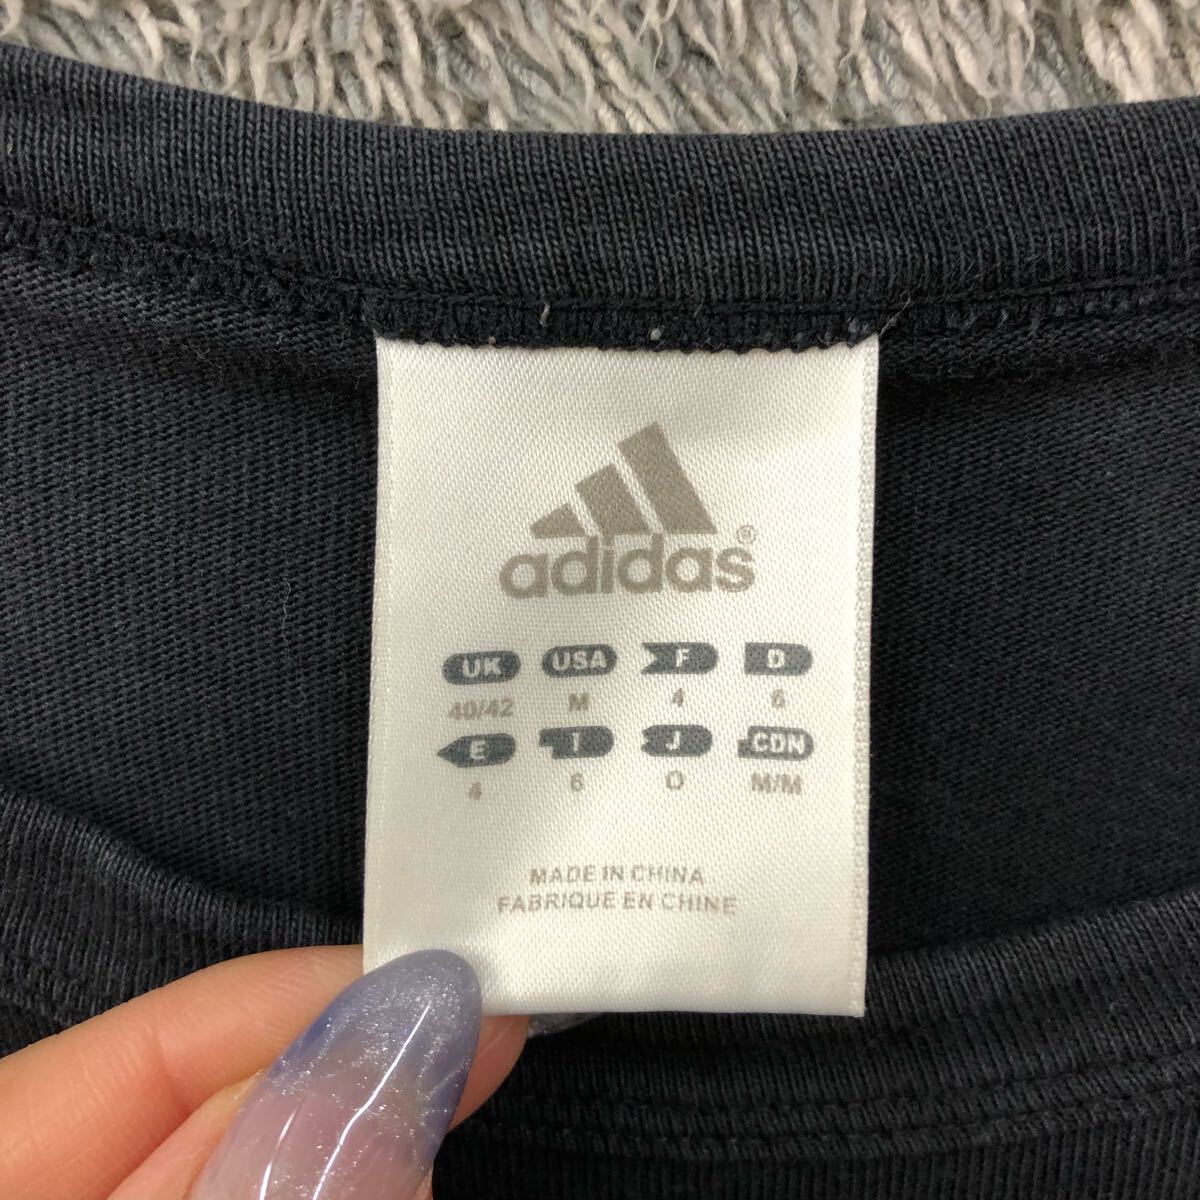 adidas®
UK USA F D
40/42 M 4 6
E I J CDN
4 6 O M/M
MADE IN CHINA
FABRIQUE EN CHINE